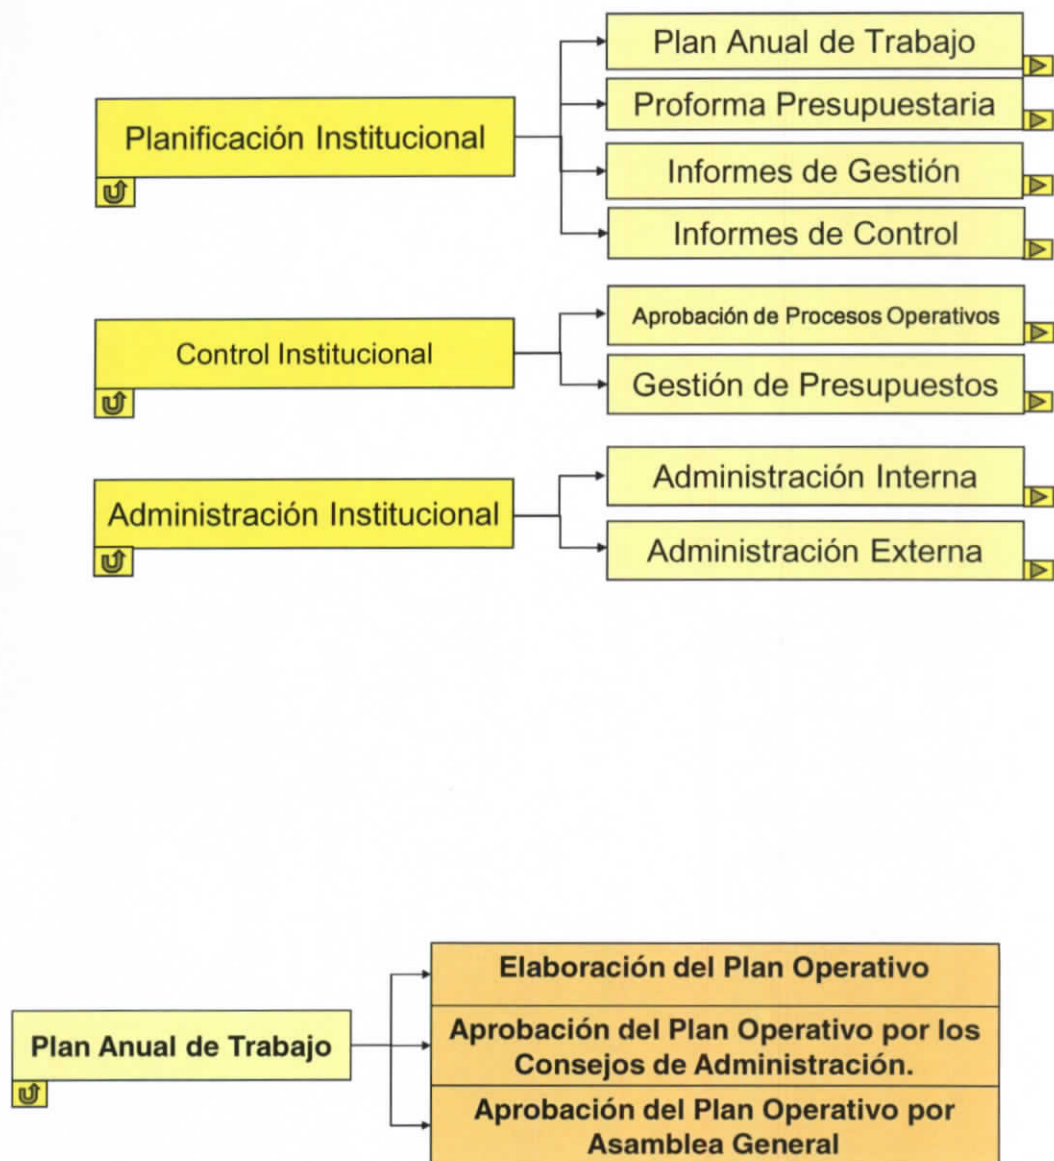 Plan Anual de Trabajo
Proforma Presupuestaria
Planificación Institucional
Informes de Gestión
Informes de Control
Aprobación de Procesos Operativos
Control Institucional
Gestión de Presupuestos
Administración Interna
Administración Institucional
Administración Externa
Elaboración del Plan Operativo
Plan Anual de Trabajo
Aprobación del Plan Operativo por los
Consejos de Administración.
Aprobación del Plan Operativo por
Asamblea General